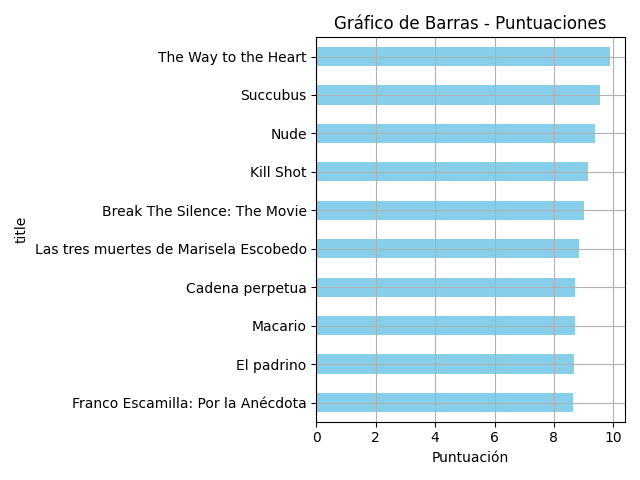 Gráfico de Barras - Puntuaciones
The Way to the Heart
Succubus
Nude
Kill Shot
Break The Silence: The Movie
Las tres muertes de Marisela Escobedo
Cadena perpetua
Macario
El padrino
Franco Escamilla: Por la Anécdota
title
0 2 4 6 8 10
Puntuación